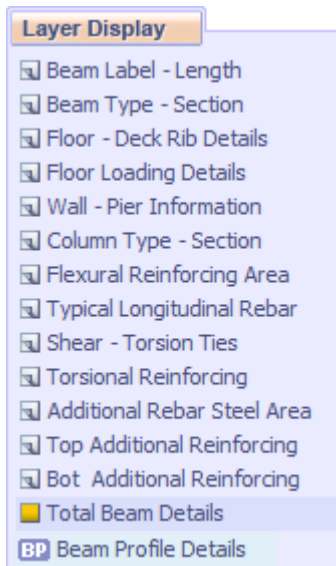 Layer Display
Beam Label - Length
Beam Type - Section
Floor - Deck Rib Details
Floor Loading Details
Wall - Pier Information
Column Type - Section
Flexural Reinforcing Area
Typical Longitudinal Rebar
Shear - Torsion Ties
Torsional Reinforcing
Additional Rebar Steel Area
Top Additional Reinforcing
Bot  Additional Reinforcing
Total Beam Details
BP Beam Profile Details